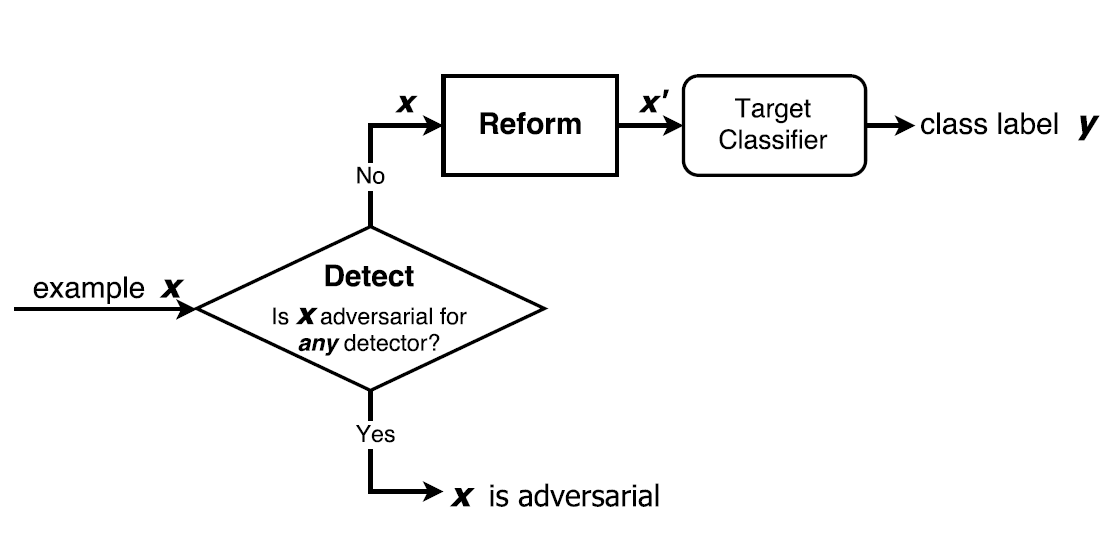 x
Reform
x'
Target
Classifier
class label y
No
example x
Detect
Is x adversarial for
any detector?
Yes
x is adversarial